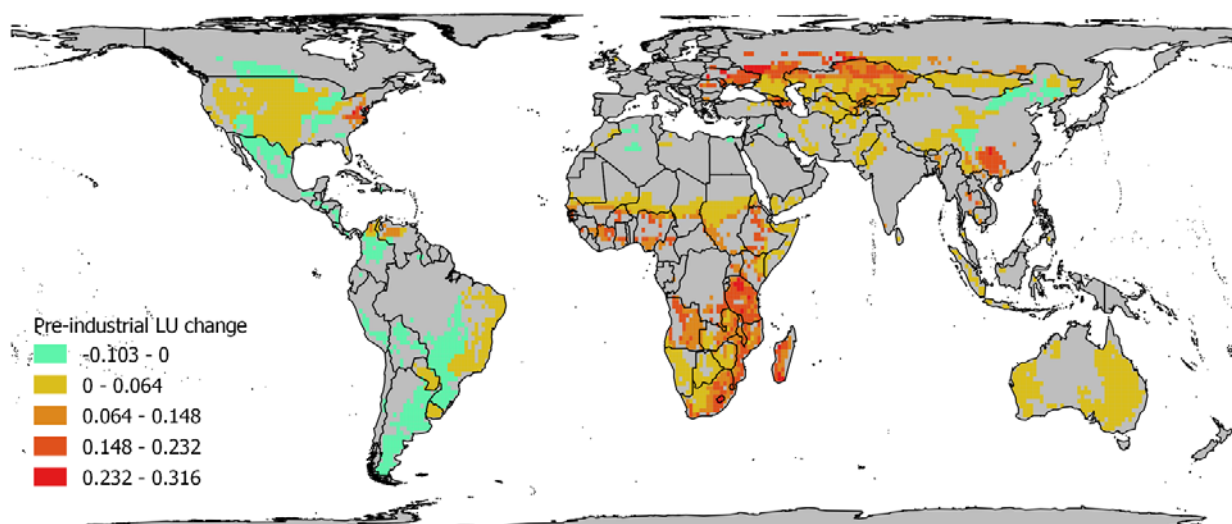 Pre-industrial LU change
-0.103 - 0
0 - 0.064
0.064 - 0.148
0.148 - 0.232
0.232 - 0.316